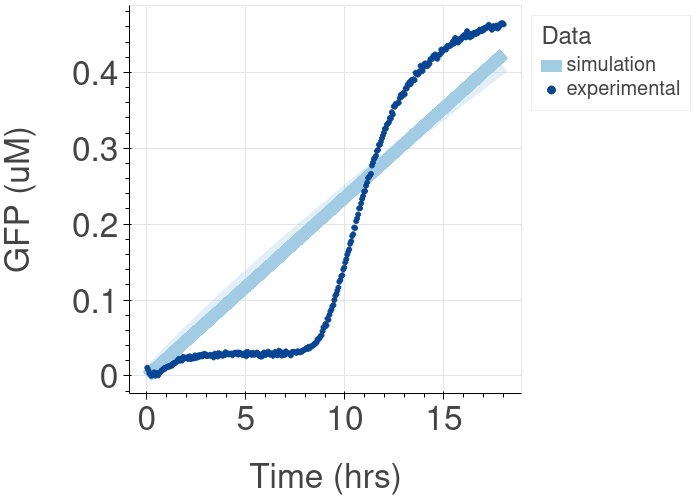 GFP (uM)
0.4
0.3
0.2
0.1
0
0 5 10 15
Time (hrs)
Data
simulation
experimental